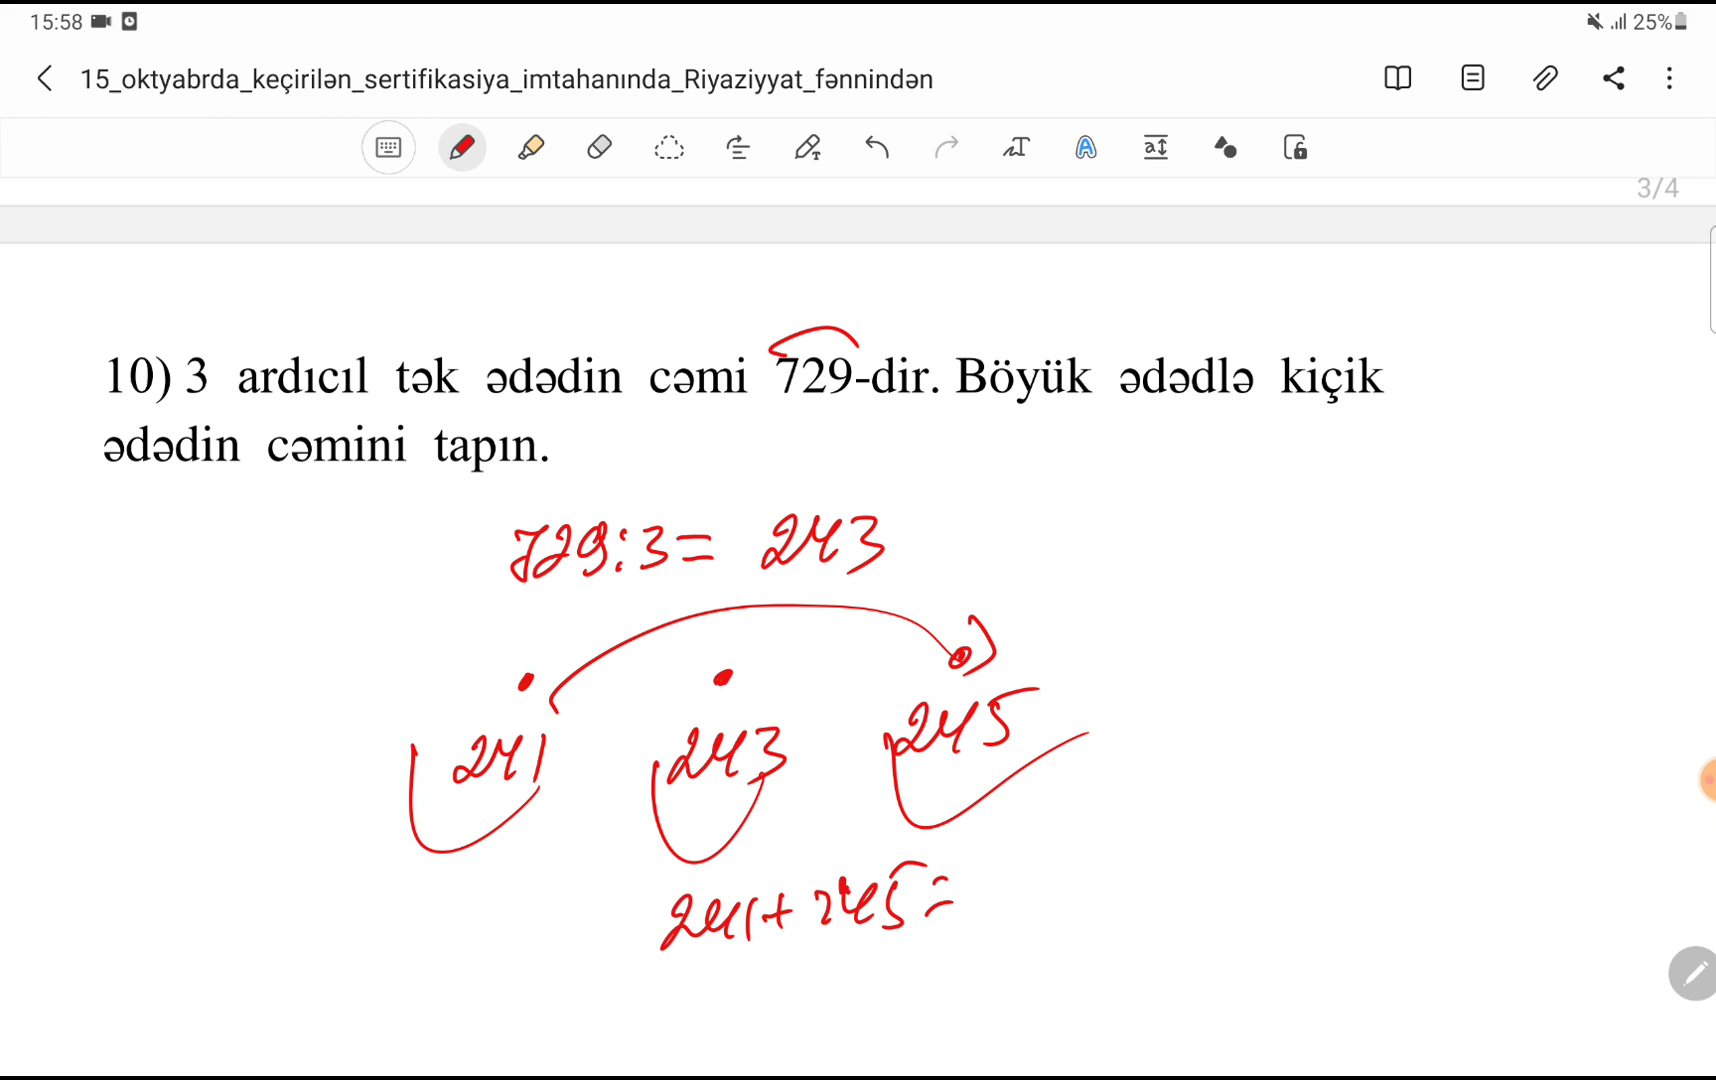 15:58
25%
15_oktyabrda_keçirilən_sertifikasiya_imtahanında_Riyaziyyat_fənnindən
3/4
10) 3 ardıcıl tək ədədin cəmi 729-dir. Böyük ədədlə kiçik
ədədin cəmini tapın.
729:3= 243
241 243 245
241+245=